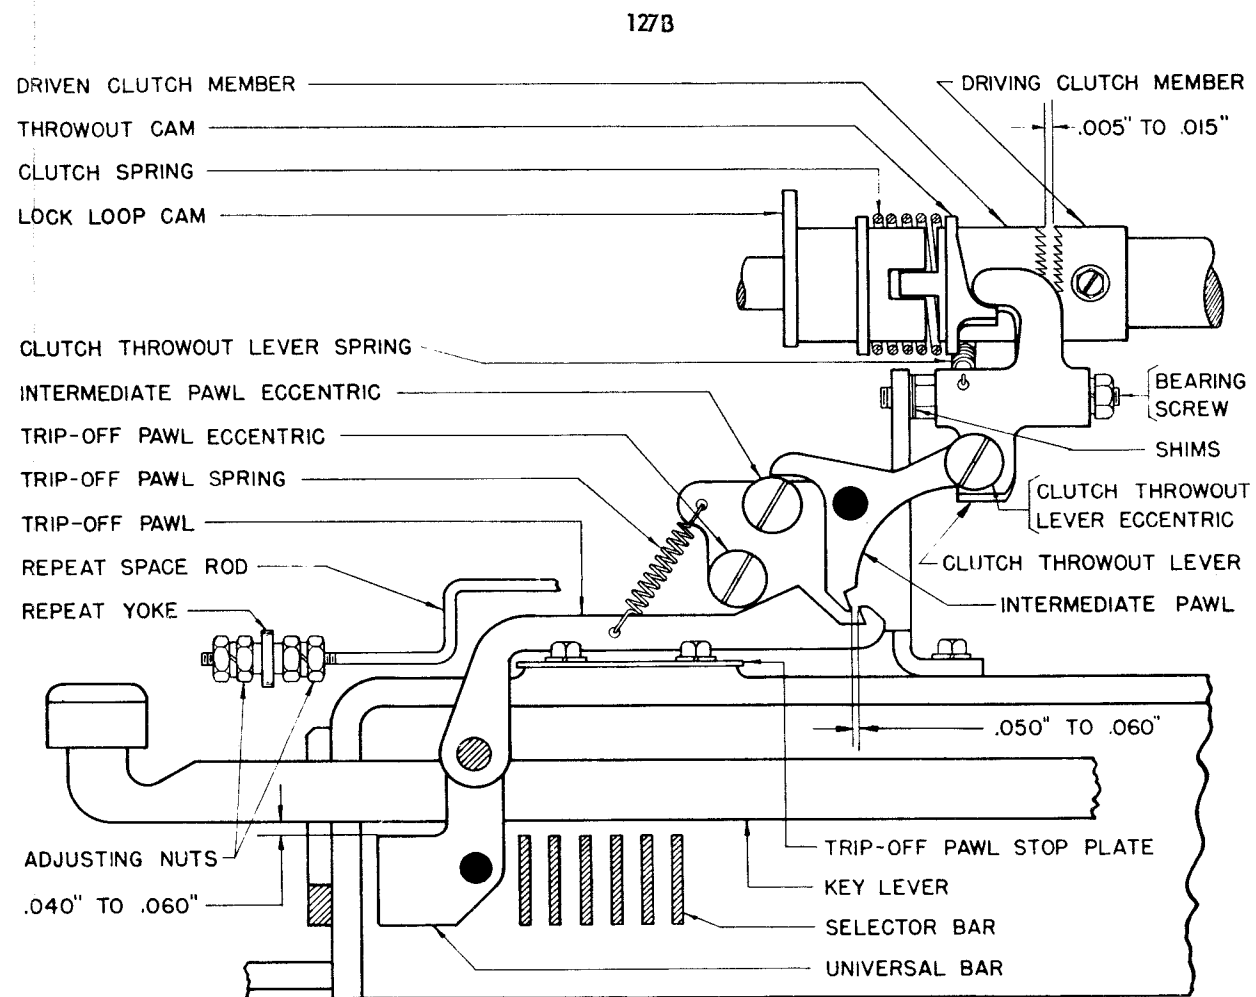 127B
DRIVEN CLUTCH MEMBER
DRIVING CLUTCH MEMBER
THROWOUT CAM
.005" TO .015"
CLUTCH SPRING
LOCK LOOP CAM
CLUTCH THROWOUT LEVER SPRING
INTERMEDIATE PAWL ECCENTRIC
BEARING
SCREW
TRIP-OFF PAWL ECCENTRIC
SHIMS
TRIP-OFF PAWL SPRING
CLUTCH THROWOUT
LEVER ECCENTRIC
TRIP-OFF PAWL
REPEAT SPACE ROD
CLUTCH THROWOUT LEVER
REPEAT YOKE
INTERMEDIATE PAWL
.050" TO .060"
ADJUSTING NUTS
TRIP-OFF PAWL STOP PLATE
.040" TO .060"
KEY LEVER
SELECTOR BAR
UNIVERSAL BAR